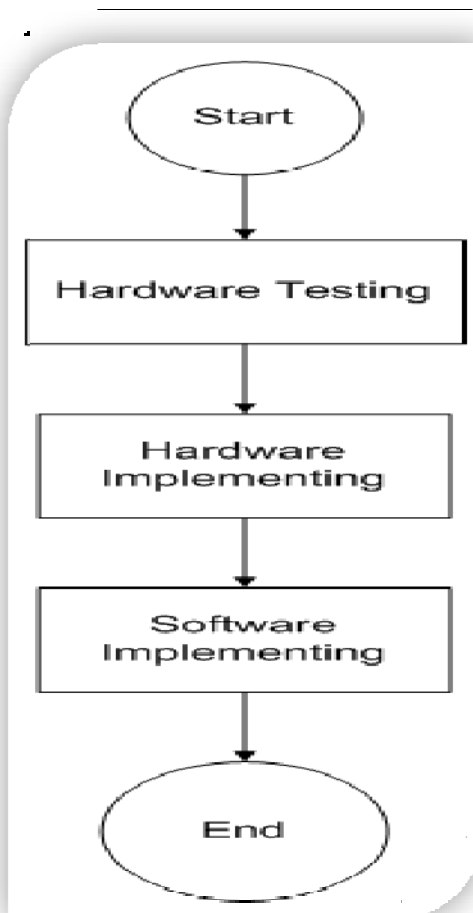 Start
Hardware Testing
Hardware
Implementing
Software
Implementing
End